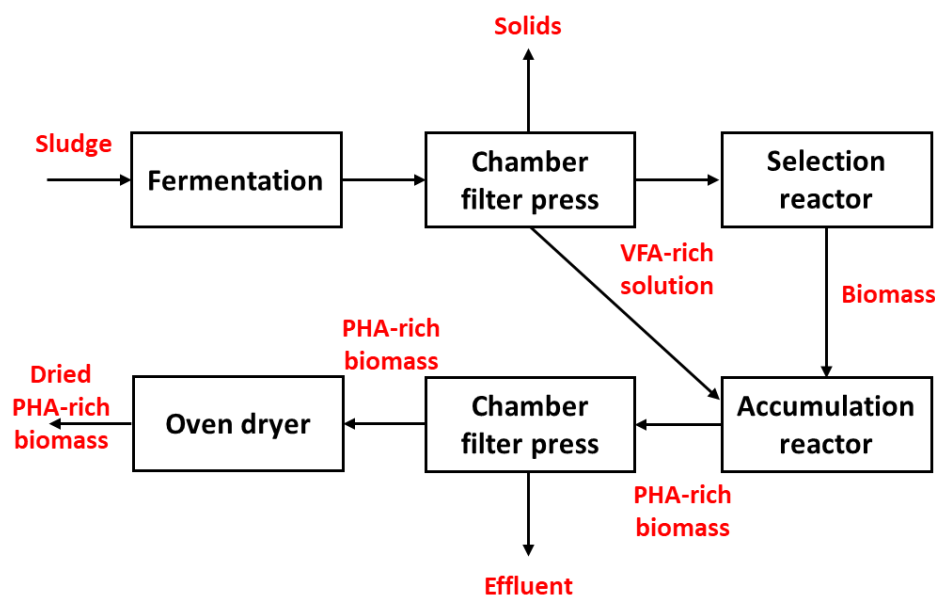 Solids
Sludge
Fermentation
Chamber
filter press
Selection
reactor
VFA-rich
solution
Biomass
PHA-rich
biomass
Dried
PHA-rich
biomass
Oven dryer
Chamber
filter press
Accumulation
reactor
PHA-rich
biomass
Effluent